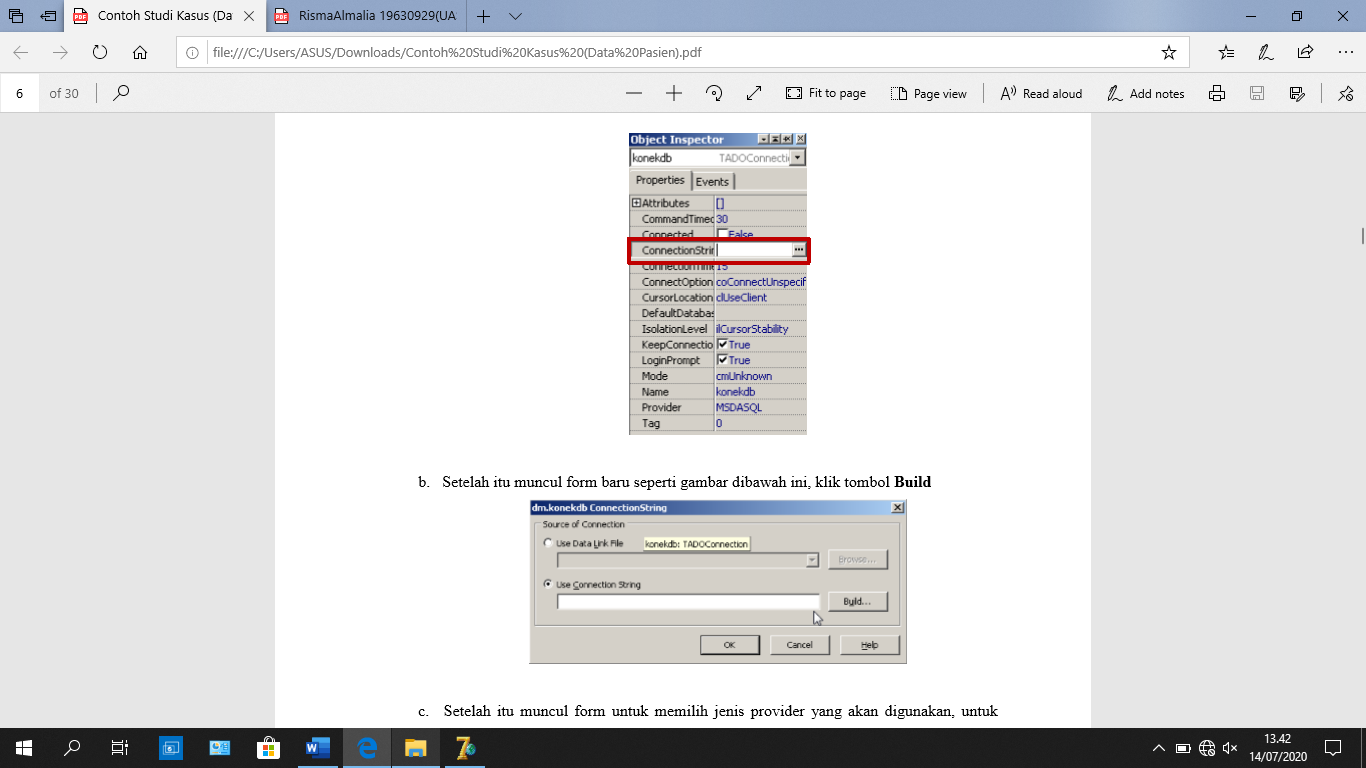 Contoh Studi Kasus (Da
RismaAlmalia 19630929(UA
file:///C:/Users/ASUS/Downloads/Contoh%20Studi%20Kasus%20(Data%20Pasien).pdf
6 of 30
Fit to page
Page view
Read aloud
Add notes
Object Inspector
konekdb TADOConnecti
Properties Events
Attributes []
CommandTimeo 30
Connected False
ConnectionStrin
ConnectionTime 15
ConnectOption coConnectUnspecif
CursorLocation clUseClient
DefaultDatabas
IsolationLevel ilCursorStability
KeepConnectio True
LoginPrompt True
Mode cmUnknown
Name konekdb
Provider MSDASQL
Tag 0
b. Setelah itu muncul form baru seperti gambar dibawah ini, klik tombol Build
dm.konekdb ConnectionString
Source of Connection
Use Data Link File
konekdb: TADOConnection
Browse...
Use Connection String
Build...
OK Cancel Help
c. Setelah itu muncul form untuk memilih jenis provider yang akan digunakan, untuk
13.42
14/07/2020